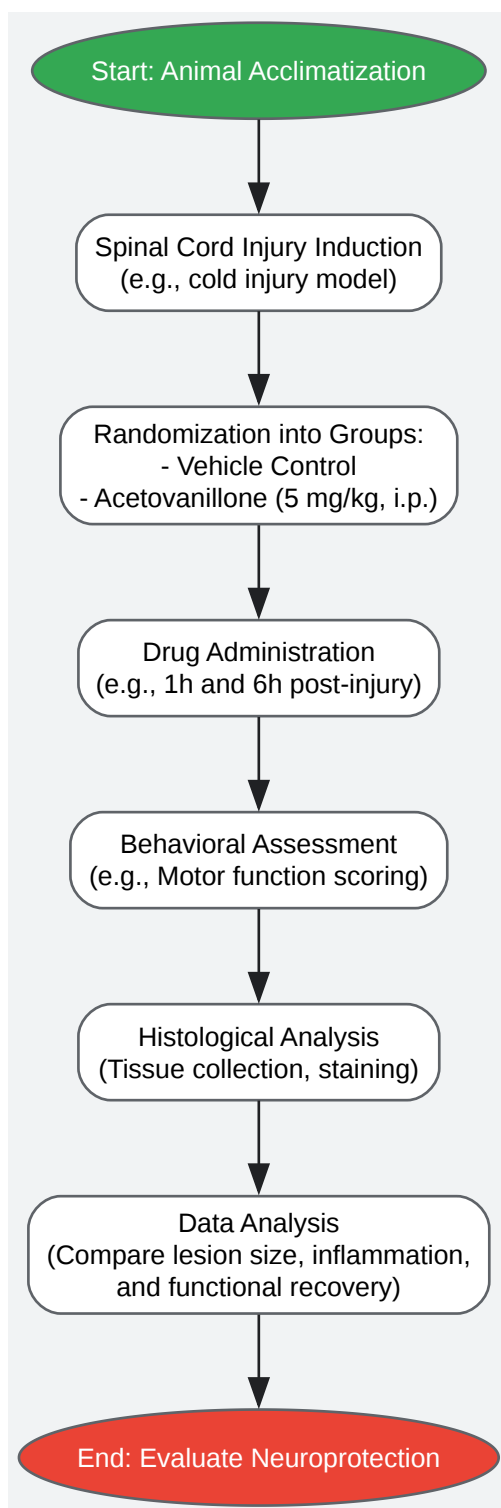 Start: Animal Acclimatization
Spinal Cord Injury Induction
(e.g., cold injury model)
Randomization into Groups:
- Vehicle Control
- Acetovanillone (5 mg/kg, i.p.)
Drug Administration
(e.g., 1h and 6h post-injury)
Behavioral Assessment
(e.g., Motor function scoring)
Histological Analysis
(Tissue collection, staining)
Data Analysis
(Compare lesion size, inflammation,
and functional recovery)
End: Evaluate Neuroprotection